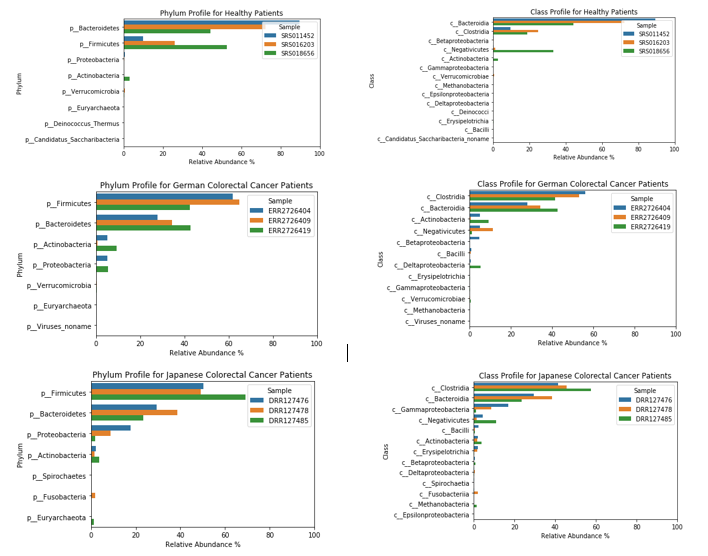 Phylum Profile for Healthy Patients
p__Bacteroidetes
p__Firmicutes
p__Proteobacteria
p__Actinobacteria
p__Verrucomicrobia
p__Euryarchaeota
p__Deinococcus_Thermus
p__Candidatus_Saccharibacteria
Phylum
Sample
SRS011452
SRS016203
SRS018656
0 20 40 60 80 100
Relative Abundance %
Class Profile for Healthy Patients
c__Bacteroidia
c__Clostridia
c__Betaproteobacteria
c__Negativicutes
c__Actinobacteria
c__Gammaproteobacteria
c__Verrucomicrobiae
c__Methanobacteria
c__Epsilonproteobacteria
c__Deltaproteobacteria
c__Deinococci
c__Erysipelotrichia
c__Bacilli
c__Candidatus_Saccharibacteria_noname
Class
Sample
SRS011452
SRS016203
SRS018656
0 20 40 60 80 100
Relative Abundance %
Phylum Profile for German Colorectal Cancer Patients
p__Firmicutes
p__Bacteroidetes
p__Actinobacteria
p__Proteobacteria
p__Verrucomicrobia
p__Euryarchaeota
p__Viruses_noname
Phylum
Sample
ERR2726404
ERR2726409
ERR2726419
0 20 40 60 80 100
Relative Abundance %
Class Profile for German Colorectal Cancer Patients
c__Clostridia
c__Bacteroidia
c__Actinobacteria
c__Negativicutes
c__Betaproteobacteria
c__Bacilli
c__Deltaproteobacteria
c__Erysipelotrichia
c__Gammaproteobacteria
c__Verrucomicrobiae
c__Methanobacteria
c__Viruses_noname
Class
Sample
ERR2726404
ERR2726409
ERR2726419
0 20 40 60 80 100
Relative Abundance %
Phylum Profile for Japanese Colorectal Cancer Patients
p__Firmicutes
p__Bacteroidetes
p__Proteobacteria
p__Actinobacteria
p__Spirochaetes
p__Fusobacteria
p__Euryarchaeota
Phylum
Sample
DRR127476
DRR127478
DRR127485
0 20 40 60 80 100
Relative Abundance %
Class Profile for Japanese Colorectal Cancer Patients
c__Clostridia
c__Bacteroidia
c__Gammaproteobacteria
c__Negativicutes
c__Bacilli
c__Actinobacteria
c__Erysipelotrichia
c__Betaproteobacteria
c__Deltaproteobacteria
c__Spirochaetia
c__Fusobacteriia
c__Methanobacteria
c__Epsilonproteobacteria
Class
Sample
DRR127476
DRR127478
DRR127485
0 20 40 60 80 100
Relative Abundance %